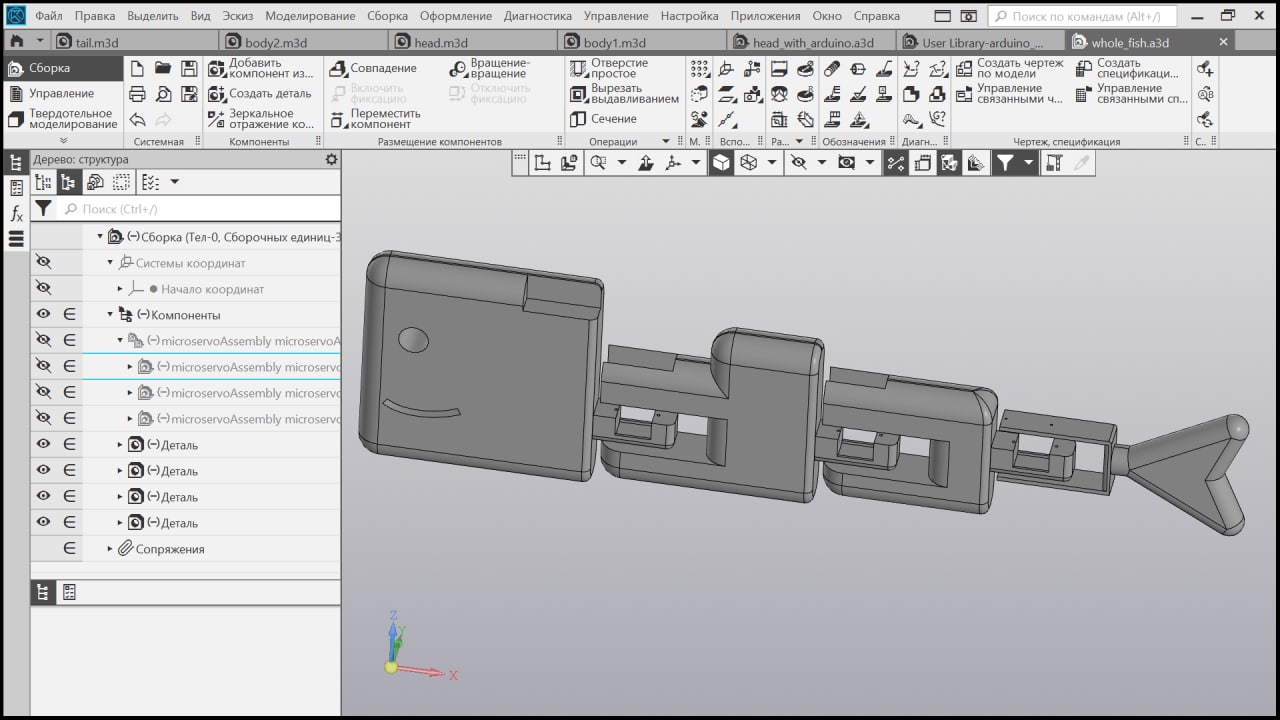 Файл Правка Выделить Вид Эскиз Моделирование Сборка Оформление Диагностика Управление Настройка Приложения Окно Справка Поиск по командам (Alt+/)
tail.m3d body2.m3d head.m3d body1.m3d head_with_arduino.a3d User Library-arduino_... whole_fish.a3d
Сборка
Управление
Твердотельное
моделирование
Системная
Добавить
компонент из...
Создать деталь
Зеркальное
отражение ко...
Компоненты
Совпадение
Включить
фиксацию
Переместить
компонент
Вращение-
вращение
Отключить
фиксацию
Размещение компонентов
Отверстие
простое
Вырезать
выдавливанием
Сечение
Операции
М...
Вспо...
Ра...
Обозначения
Диагн...
Создать чертеж
по модели
Управление
связанными ч...
Создать
спецификаци...
Управление
связанными сп...
Чертеж, спецификация
С...
Дерево: структура
Поиск (Ctrl+/)
(-)Сборка (Тел-0, Сборочных единиц-3
Системы координат
Начало координат
(-)Компоненты
(-)microservoAssembly microservoA
(-)microservoAssembly microservo
(-)microservoAssembly microservo
(-)microservoAssembly microservo
(-)Деталь
(-)Деталь
(-)Деталь
(-)Деталь
Сопряжения
Z
Y
X